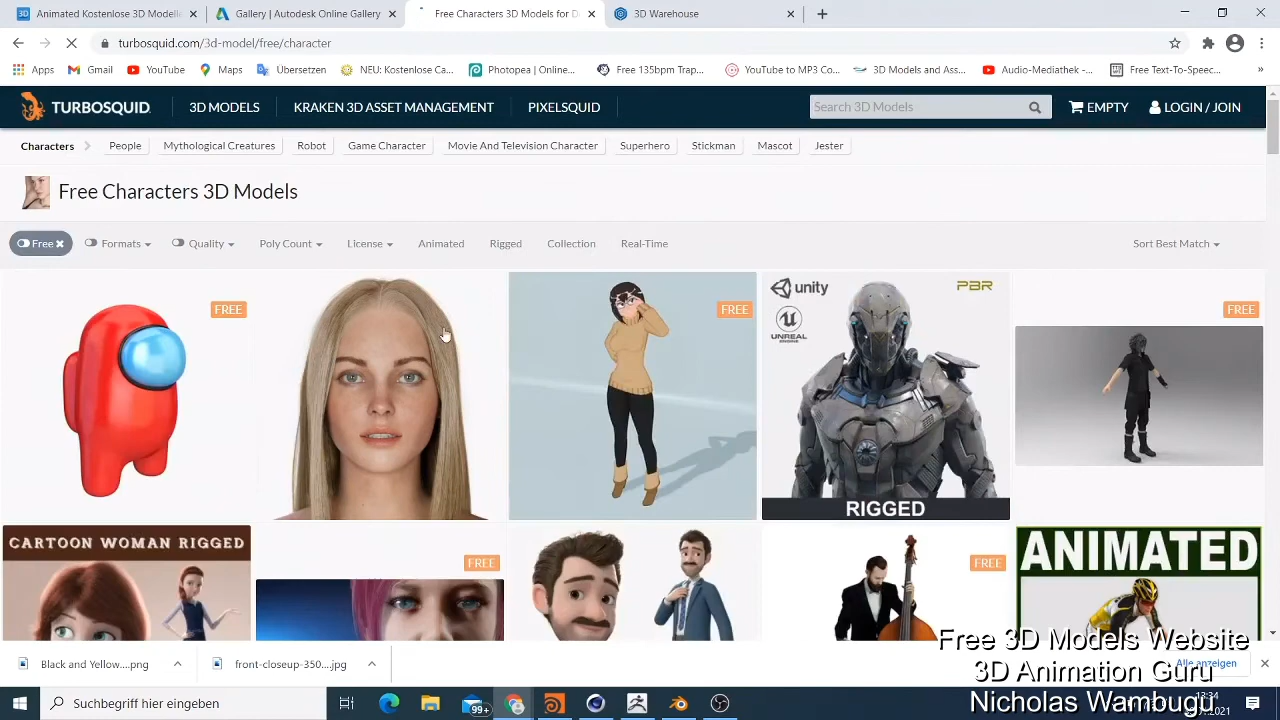 Animated Kostenlose 3D Modelle
Gallery | Autodesk Online Gallery
Free Characters 3D Models for D
3D Warehouse
turbosquid.com/3d-model/free/character
Apps
Gmail
YouTube
Maps
Übersetzen
NEU: Kostenlose Ca...
Photopea | Online...
Free 135bpm Trap...
YouTube to MP3 Co...
3D Models and Ass...
Audio-Mediathek -...
Free Text-To-Speec...
TURBOSQUID
3D MODELS
KRAKEN 3D ASSET MANAGEMENT
PIXELSQUID
Search 3D Models
EMPTY
LOGIN / JOIN
Characters
People
Mythological Creatures
Robot
Game Character
Movie And Television Character
Superhero
Stickman
Mascot
Jester
Free Characters 3D Models
Free
Formats
Quality
Poly Count
License
Animated
Rigged
Collection
Real-Time
Sort Best Match
FREE
FREE
unity
UNREAL
ENGINE
PBR
RIGGED
FREE
CARTOON WOMAN RIGGED
FREE
FREE
ANIMATED
Free 3D Models Website
3D Animation Guru
Nicholas Wambugu
Black and Yellow....png
front-closeup-350....jpg
Alle anzeigen
Suchbegriff hier eingeben
99+